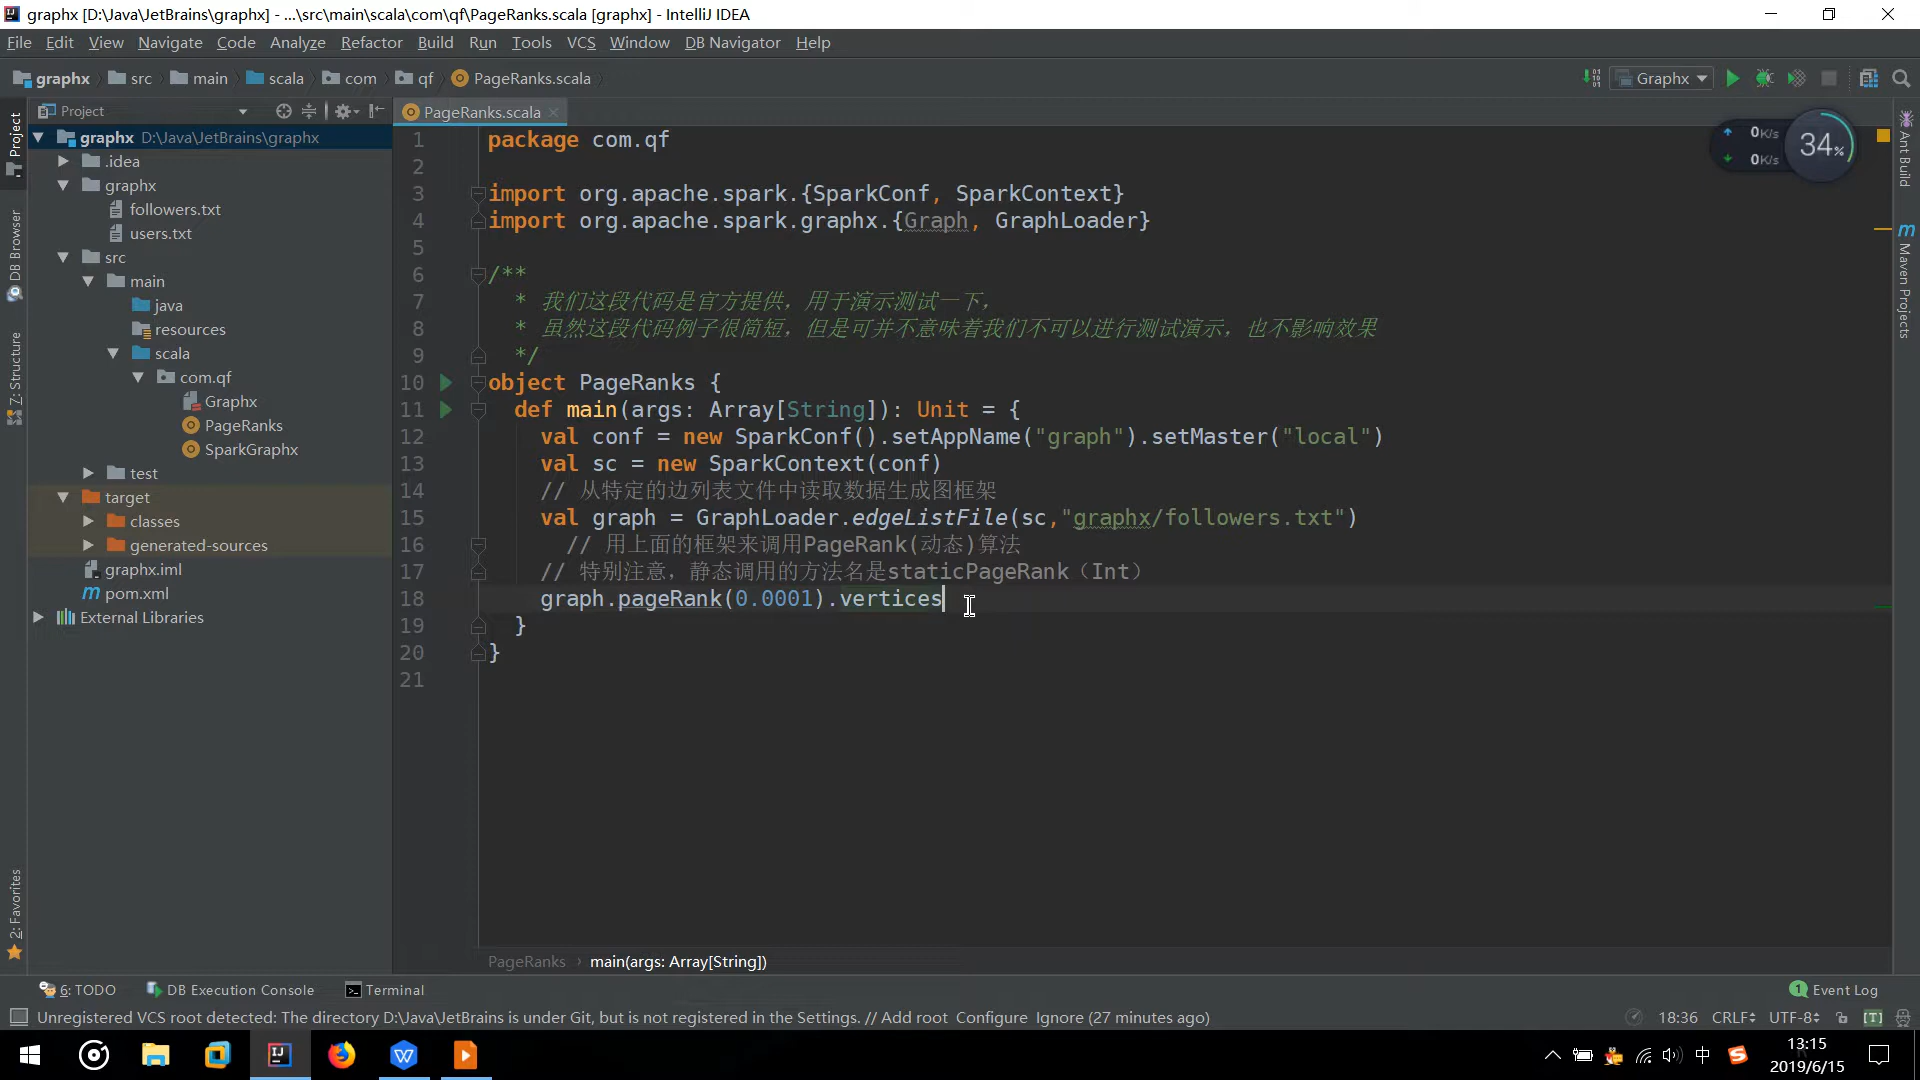 graphx [D:\Java\JetBrains\graphx] - ...\src\main\scala\com\qf\PageRanks.scala [graphx] - IntelliJ IDEA
File Edit View Navigate Code Analyze Refactor Build Run Tools VCS Window DB Navigator Help
graphx src main scala com qf PageRanks.scala Graphx
Project PageRanks.scala
graphx D:\Java\JetBrains\graphx
.idea
graphx
followers.txt
users.txt
src
main
java
resources
scala
com.qf
Graphx
PageRanks
SparkGraphx
test
target
classes
generated-sources
graphx.iml
pom.xml
External Libraries
Project
DB Browser
Z: Structure
2: Favorites
1 package com.qf
2
3 import org.apache.spark.{SparkConf, SparkContext}
4 import org.apache.spark.graphx.{Graph, GraphLoader}
5
6 /**
7 * 我们这段代码是官方提供，用于演示测试一下，
8 * 虽然这段代码例子很简短，但是可并不意味着我们不可以进行测试演示，也不影响效果
9 */
10 object PageRanks {
11 def main(args: Array[String]): Unit = {
12 val conf = new SparkConf().setAppName("graph").setMaster("local")
13 val sc = new SparkContext(conf)
14 // 从特定的边列表文件中读取数据生成图框架
15 val graph = GraphLoader.edgeListFile(sc,"graphx/followers.txt")
16 // 用上面的框架来调用PageRank(动态)算法
17 // 特别注意，静态调用的方法名是staticPageRank（Int）
18 graph.pageRank(0.0001).vertices
19 }
20 }
21
0K/s
0K/s
34%
Ant Build
Maven Projects
PageRanks main(args: Array[String])
6: TODO DB Execution Console Terminal 1 Event Log
Unregistered VCS root detected: The directory D:\Java\JetBrains is under Git, but is not registered in the Settings. // Add root Configure Ignore (27 minutes ago) 18:36 CRLF UTF-8 [T]
中 13:15
2019/6/15